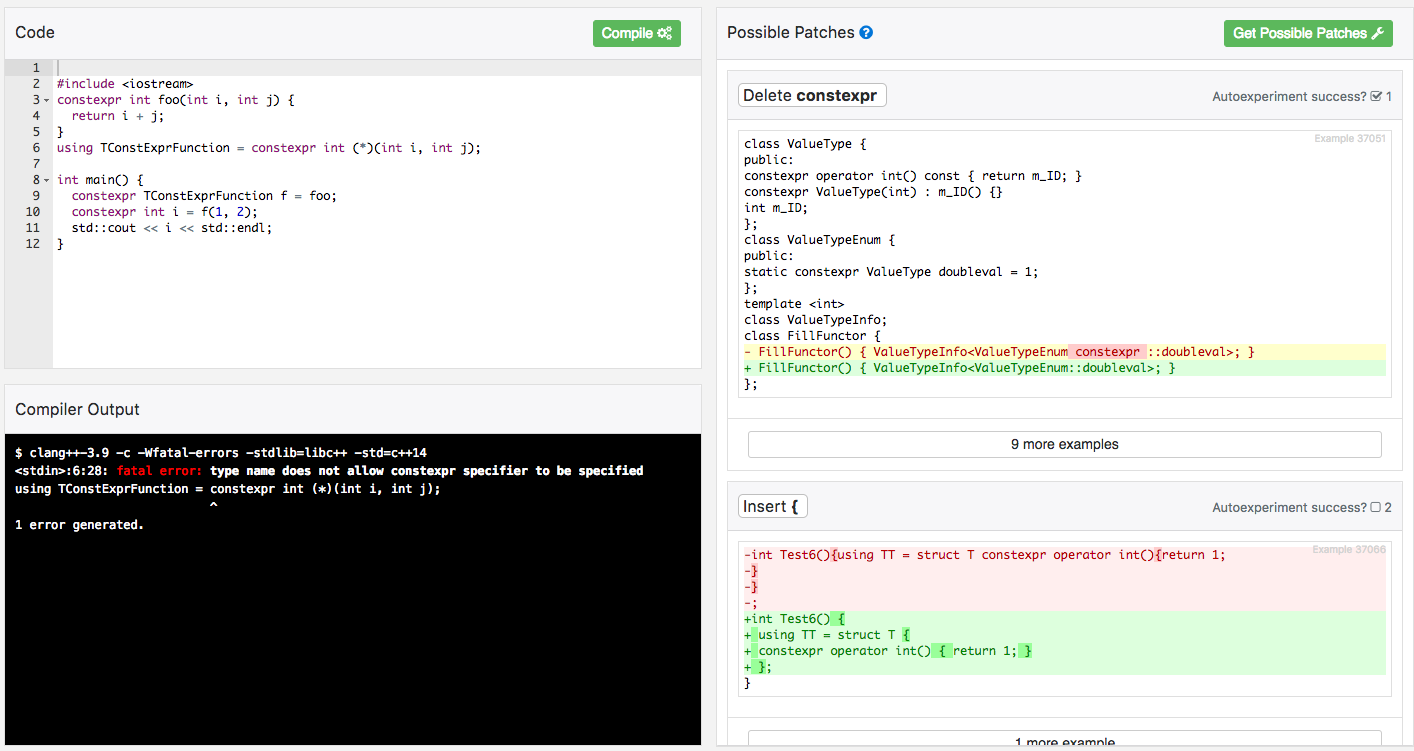 Code
Compile
1
2 #include <iostream>
3 constexpr int foo(int i, int j) {
4   return i + j;
5 }
6 using TConstExprFunction = constexpr int (*)(int i, int j);
7
8 int main() {
9   constexpr TConstExprFunction f = foo;
10   constexpr int i = f(1, 2);
11   std::cout << i << std::endl;
12 }
Compiler Output
$ clang++-3.9 -c -Wfatal-errors -stdlib=libc++ -std=c++14
<stdin>:6:28: fatal error: type name does not allow constexpr specifier to be specified
using TConstExprFunction = constexpr int (*)(int i, int j);
^
1 error generated.
Possible Patches ?
Get Possible Patches
Delete constexpr
Autoexperiment success? 1
Example 37051
class ValueType {
public:
constexpr operator int() const { return m_ID; }
constexpr ValueType(int) : m_ID() {}
int m_ID;
};
class ValueTypeEnum {
public:
static constexpr ValueType doubleval = 1;
};
template <int>
class ValueTypeInfo;
class FillFunctor {
- FillFunctor() { ValueTypeInfo<ValueTypeEnum constexpr ::doubleval>; }
+ FillFunctor() { ValueTypeInfo<ValueTypeEnum::doubleval>; }
};
9 more examples
Insert {
Autoexperiment success? 2
Example 37066
-int Test6(){using TT = struct T constexpr operator int(){return 1;
-}
-}
-;
+int Test6() {
+ using TT = struct T {
+ constexpr operator int() { return 1; }
+ };
}
1 more example